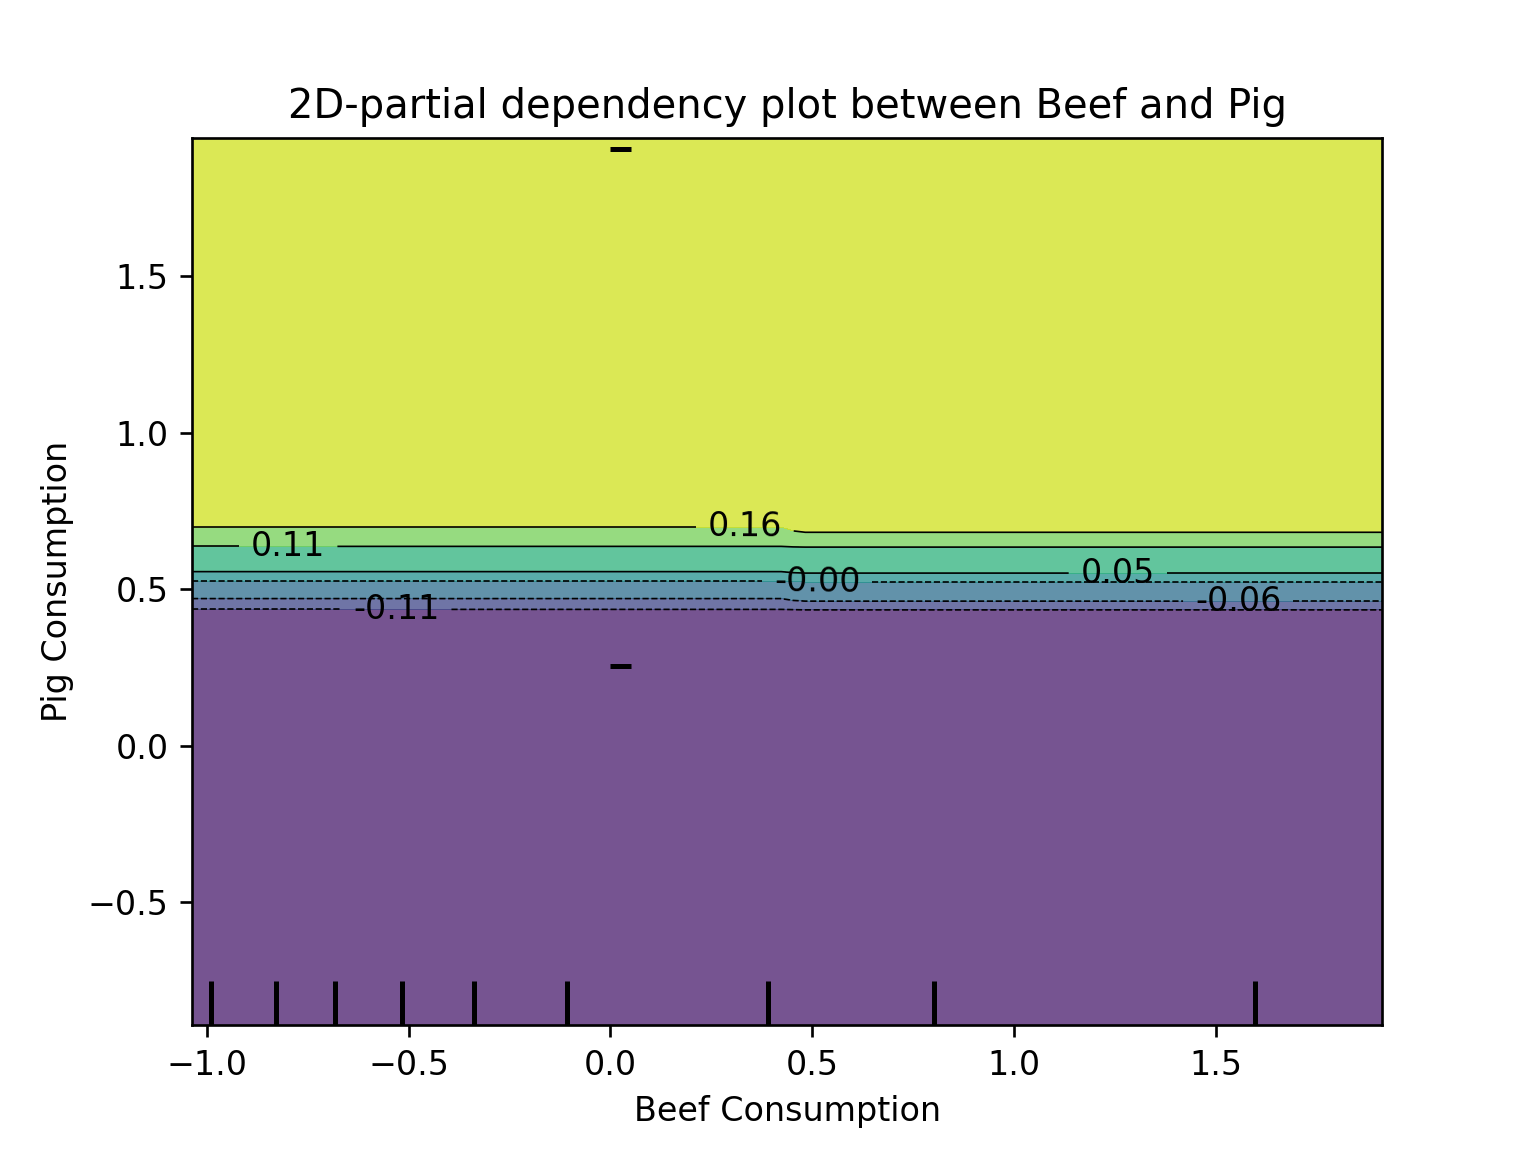 2D-partial dependency plot between Beef and Pig
1.5
1.0
0.5
0.0
−0.5
Pig Consumption
0.16
0.11
0.05
-0.00
-0.06
-0.11
−1.0 −0.5 0.0 0.5 1.0 1.5
Beef Consumption